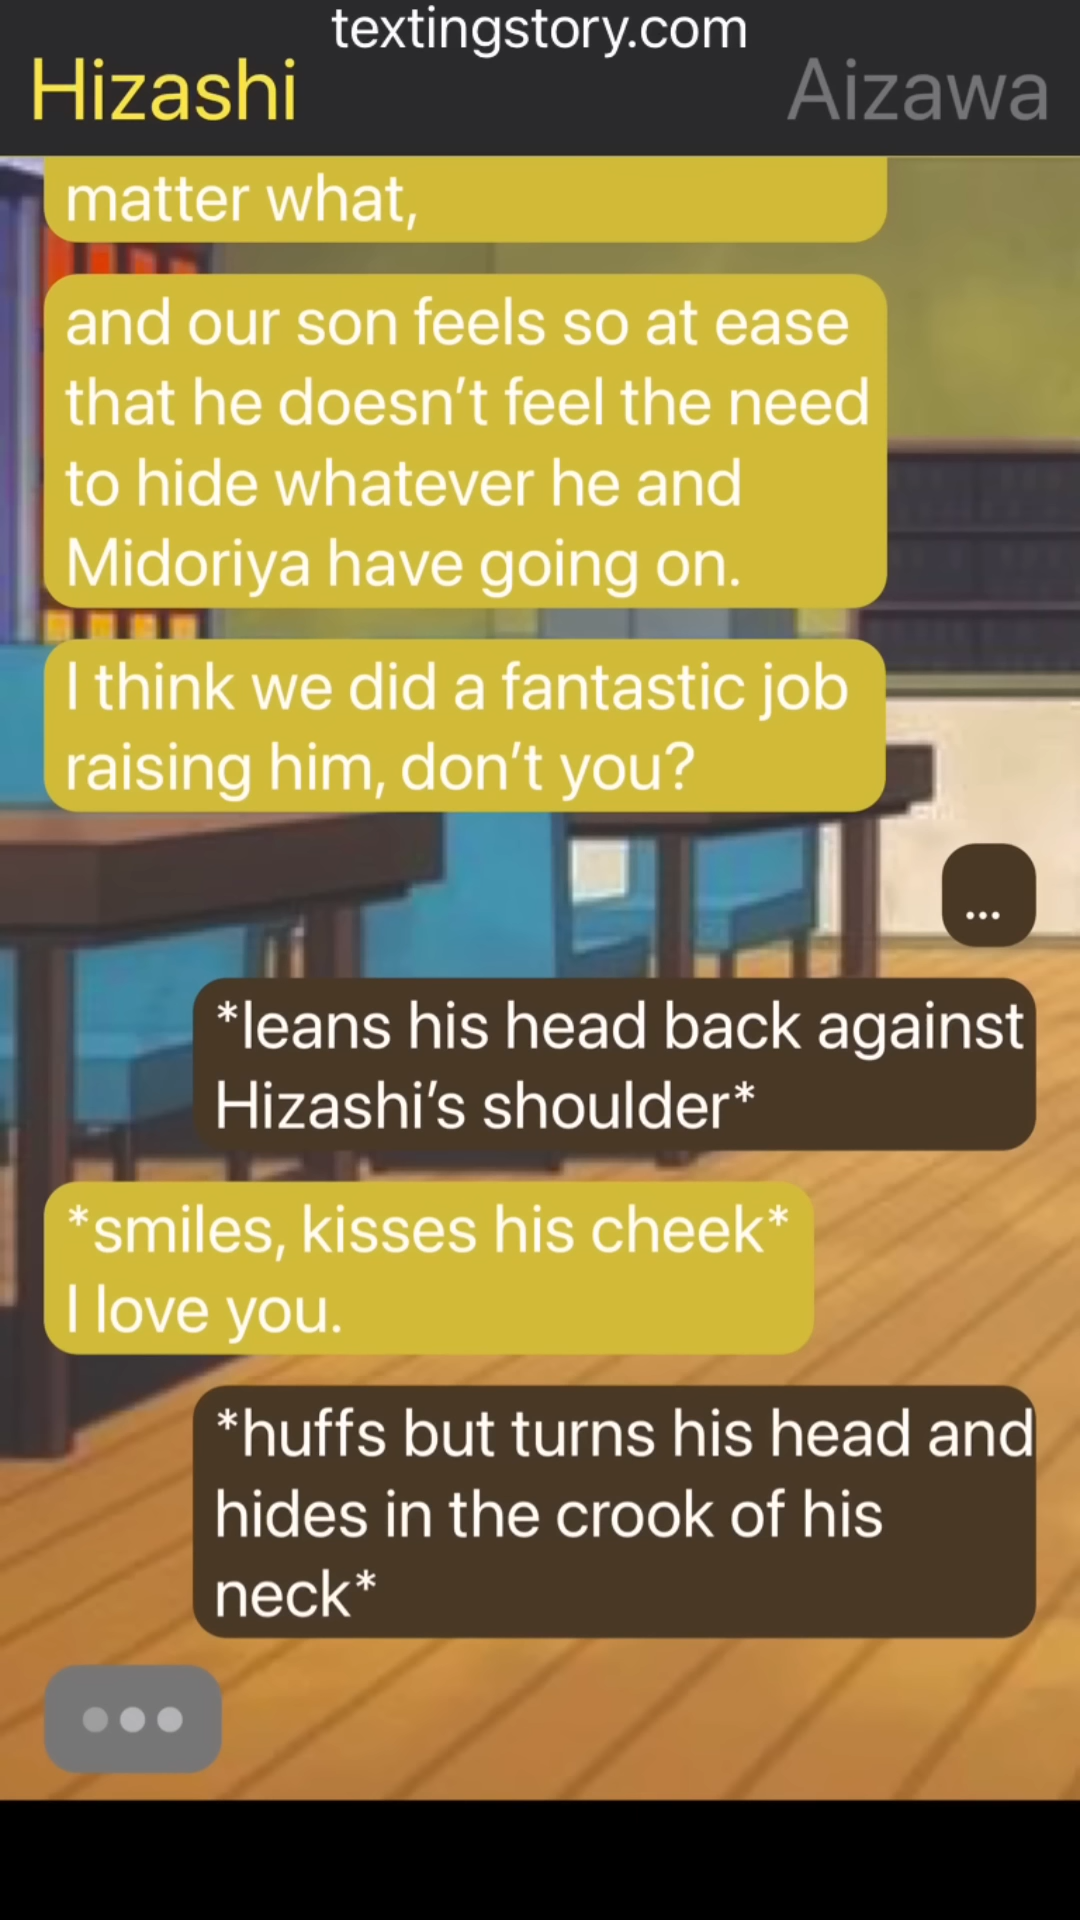 textingstory.com
Hizashi
Aizawa
matter what,
and our son feels so at ease
that he doesn’t feel the need
to hide whatever he and
Midoriya have going on.
I think we did a fantastic job
raising him, don’t you?
...
*leans his head back against
Hizashi’s shoulder*
*smiles, kisses his cheek*
I love you.
*huffs but turns his head and
hides in the crook of his
neck*